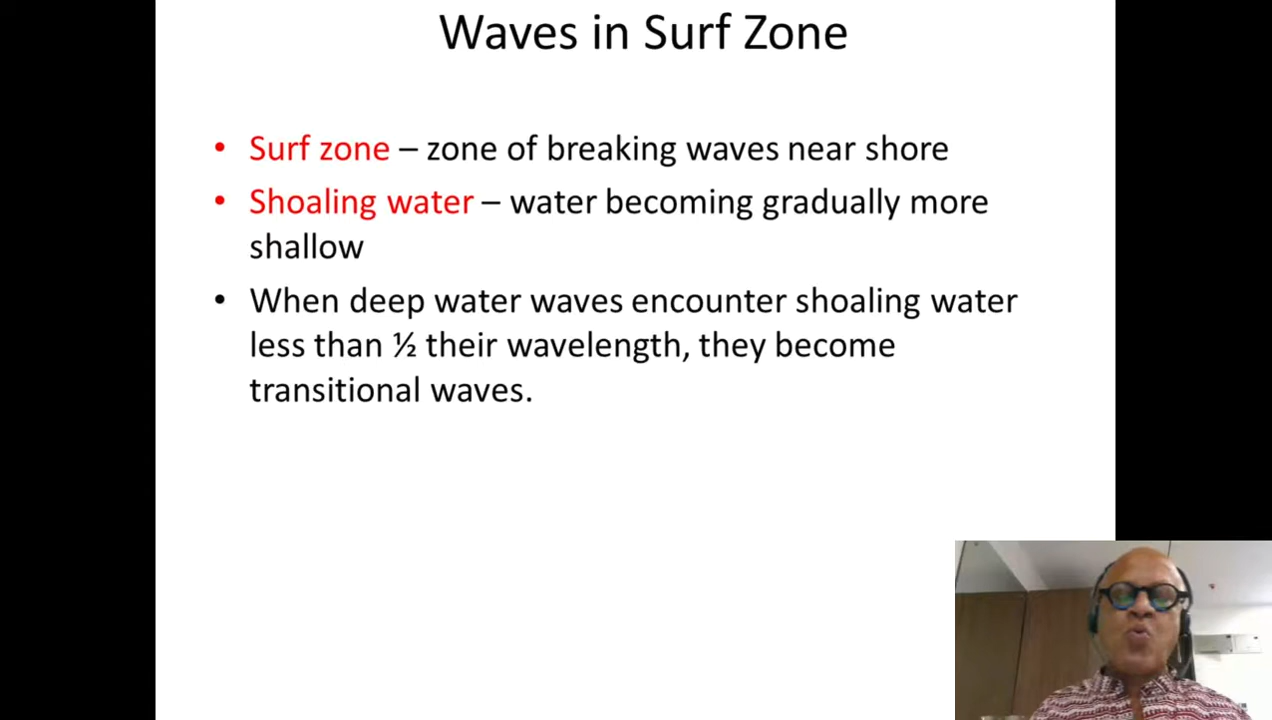 Waves in Surf Zone
• Surf zone – zone of breaking waves near shore
• Shoaling water – water becoming gradually more
shallow
• When deep water waves encounter shoaling water
less than ½ their wavelength, they become
transitional waves.